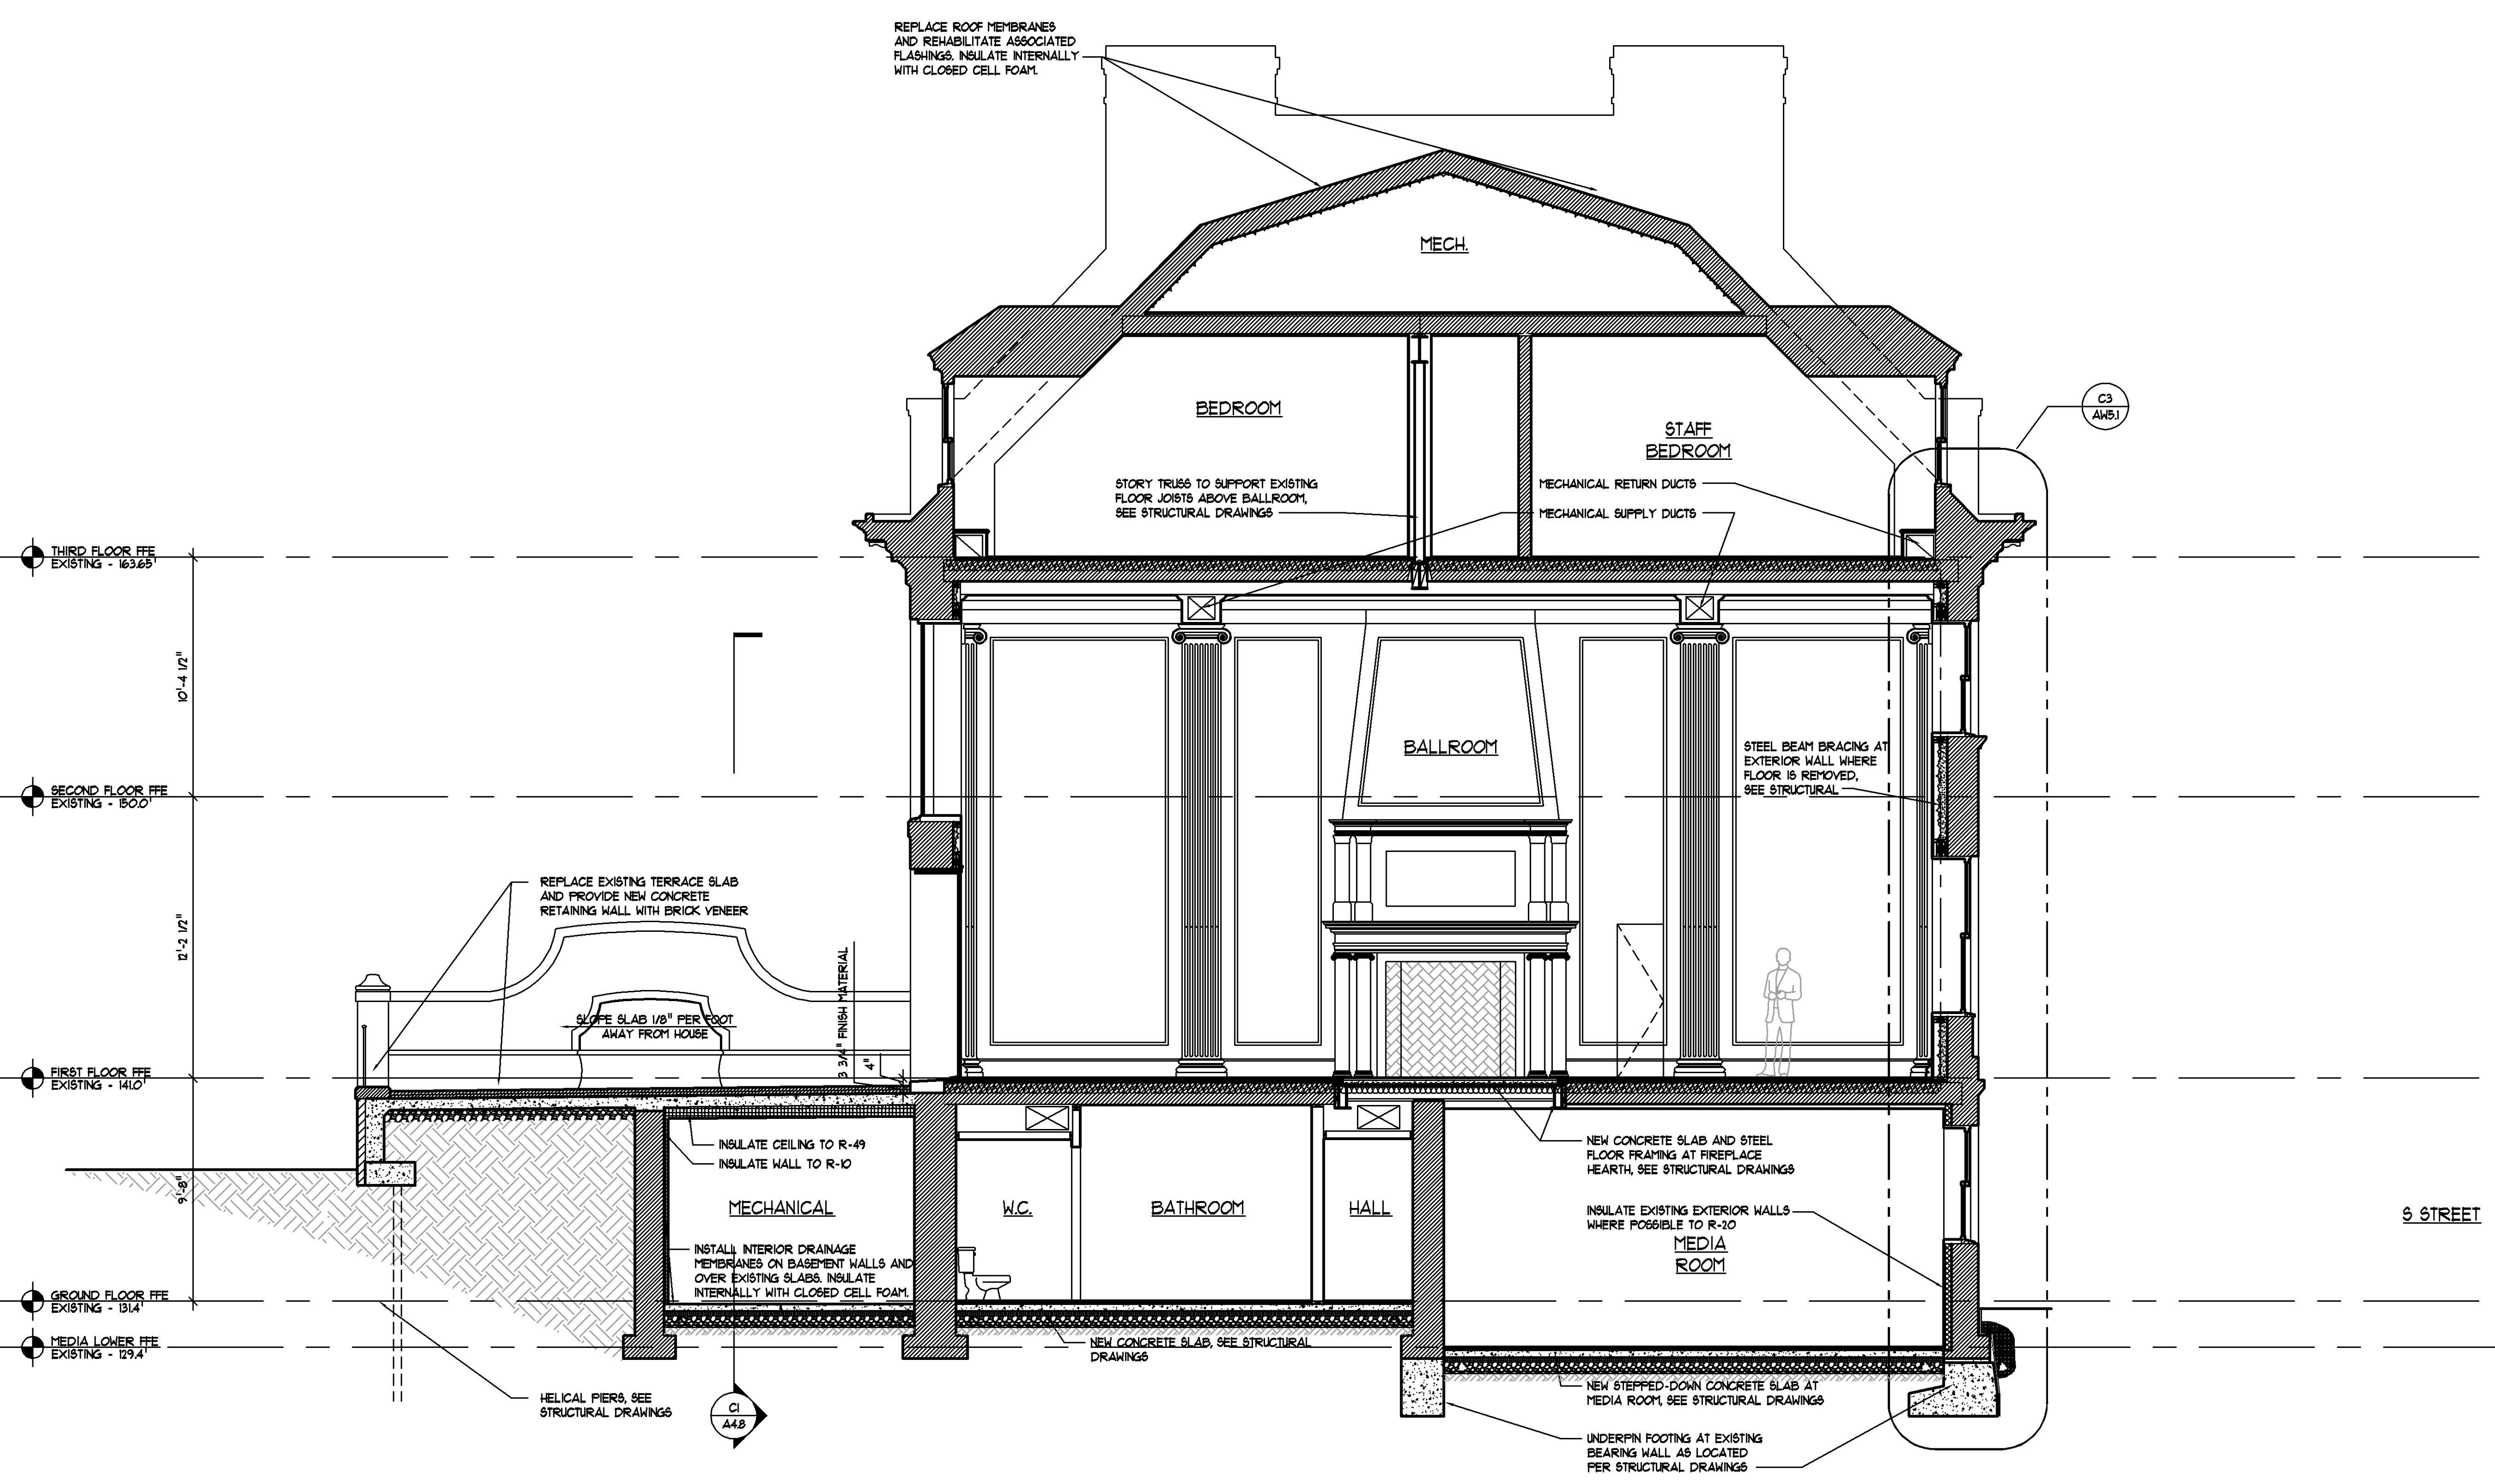 REPLACE ROOF MEMBRANES
AND REHABILITATE ASSOCIATED
FLASHINGS. INSULATE INTERNALLY
WITH CLOSED CELL FOAM.
MECH.
BEDROOM
STAFF
BEDROOM
C3
AW5.1
STORY TRUSS TO SUPPORT EXISTING
FLOOR JOISTS ABOVE BALLROOM,
SEE STRUCTURAL DRAWINGS
MECHANICAL RETURN DUCTS
MECHANICAL SUPPLY DUCTS
THIRD FLOOR FFE
EXISTING - 163.65'
10'-4 1/2"
BALLROOM
STEEL BEAM BRACING AT
EXTERIOR WALL WHERE
FLOOR IS REMOVED,
SEE STRUCTURAL
SECOND FLOOR FFE
EXISTING - 150.0'
12'-2 1/2"
REPLACE EXISTING TERRACE SLAB
AND PROVIDE NEW CONCRETE
RETAINING WALL WITH BRICK VENEER
SLOPE SLAB 1/8" PER FOOT
AWAY FROM HOUSE
3 3/4" FINISH MATERIAL
4"
FIRST FLOOR FFE
EXISTING - 141.0'
9'-8"
INSULATE CEILING TO R-49
INSULATE WALL TO R-10
NEW CONCRETE SLAB AND STEEL
FLOOR FRAMING AT FIREPLACE
HEARTH, SEE STRUCTURAL DRAWINGS
MECHANICAL
W.C.
BATHROOM
HALL
INSULATE EXISTING EXTERIOR WALLS
WHERE POSSIBLE TO R-20
MEDIA
ROOM
S STREET
INSTALL INTERIOR DRAINAGE
MEMBRANES ON BASEMENT WALLS AND
OVER EXISTING SLABS. INSULATE
INTERNALLY WITH CLOSED CELL FOAM.
GROUND FLOOR FFE
EXISTING - 131.4'
MEDIA LOWER FFE
EXISTING - 129.4'
NEW CONCRETE SLAB, SEE STRUCTURAL
DRAWINGS
HELICAL PIERS, SEE
STRUCTURAL DRAWINGS
C1
A4.8
NEW STEPPED-DOWN CONCRETE SLAB AT
MEDIA ROOM, SEE STRUCTURAL DRAWINGS
UNDERPIN FOOTING AT EXISTING
BEARING WALL AS LOCATED
PER STRUCTURAL DRAWINGS